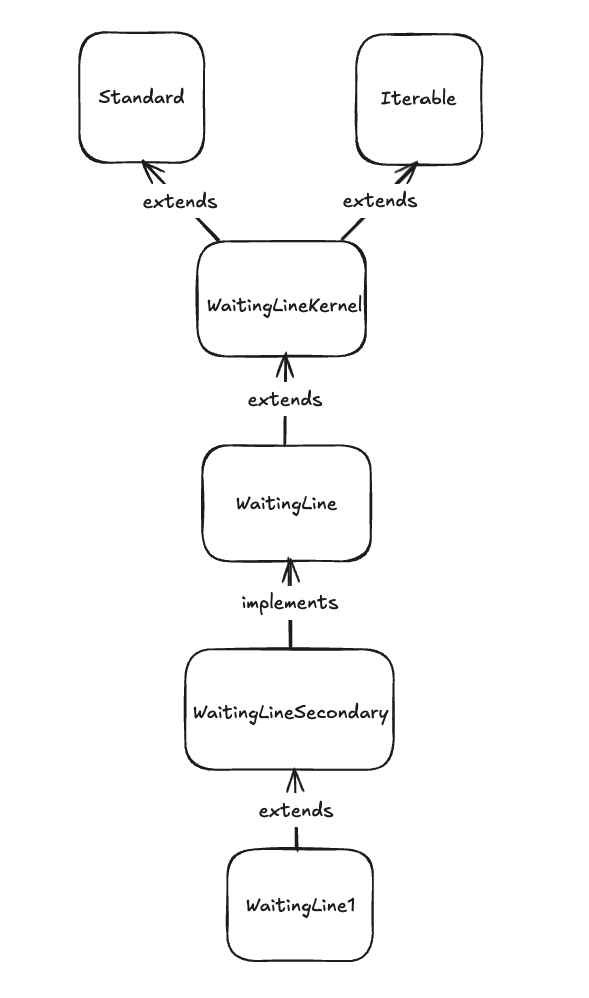 Standard
Iterable
extends
extends
WaitingLineKernel
extends
WaitingLine
implements
WaitingLineSecondary
extends
WaitingLine1